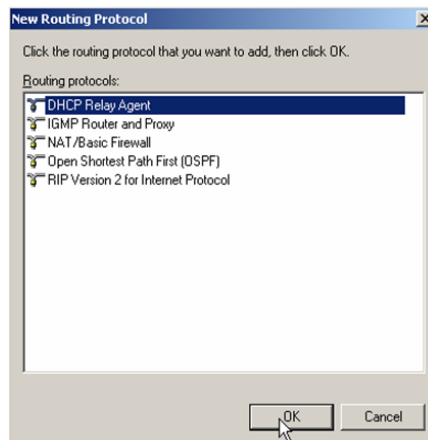 New Routing Protocol
Click the routing protocol that you want to add, then click OK.
Routing protocols:
DHCP Relay Agent
IGMP Router and Proxy
NAT/Basic Firewall
Open Shortest Path First (OSPF)
RIP Version 2 for Internet Protocol
OK
Cancel